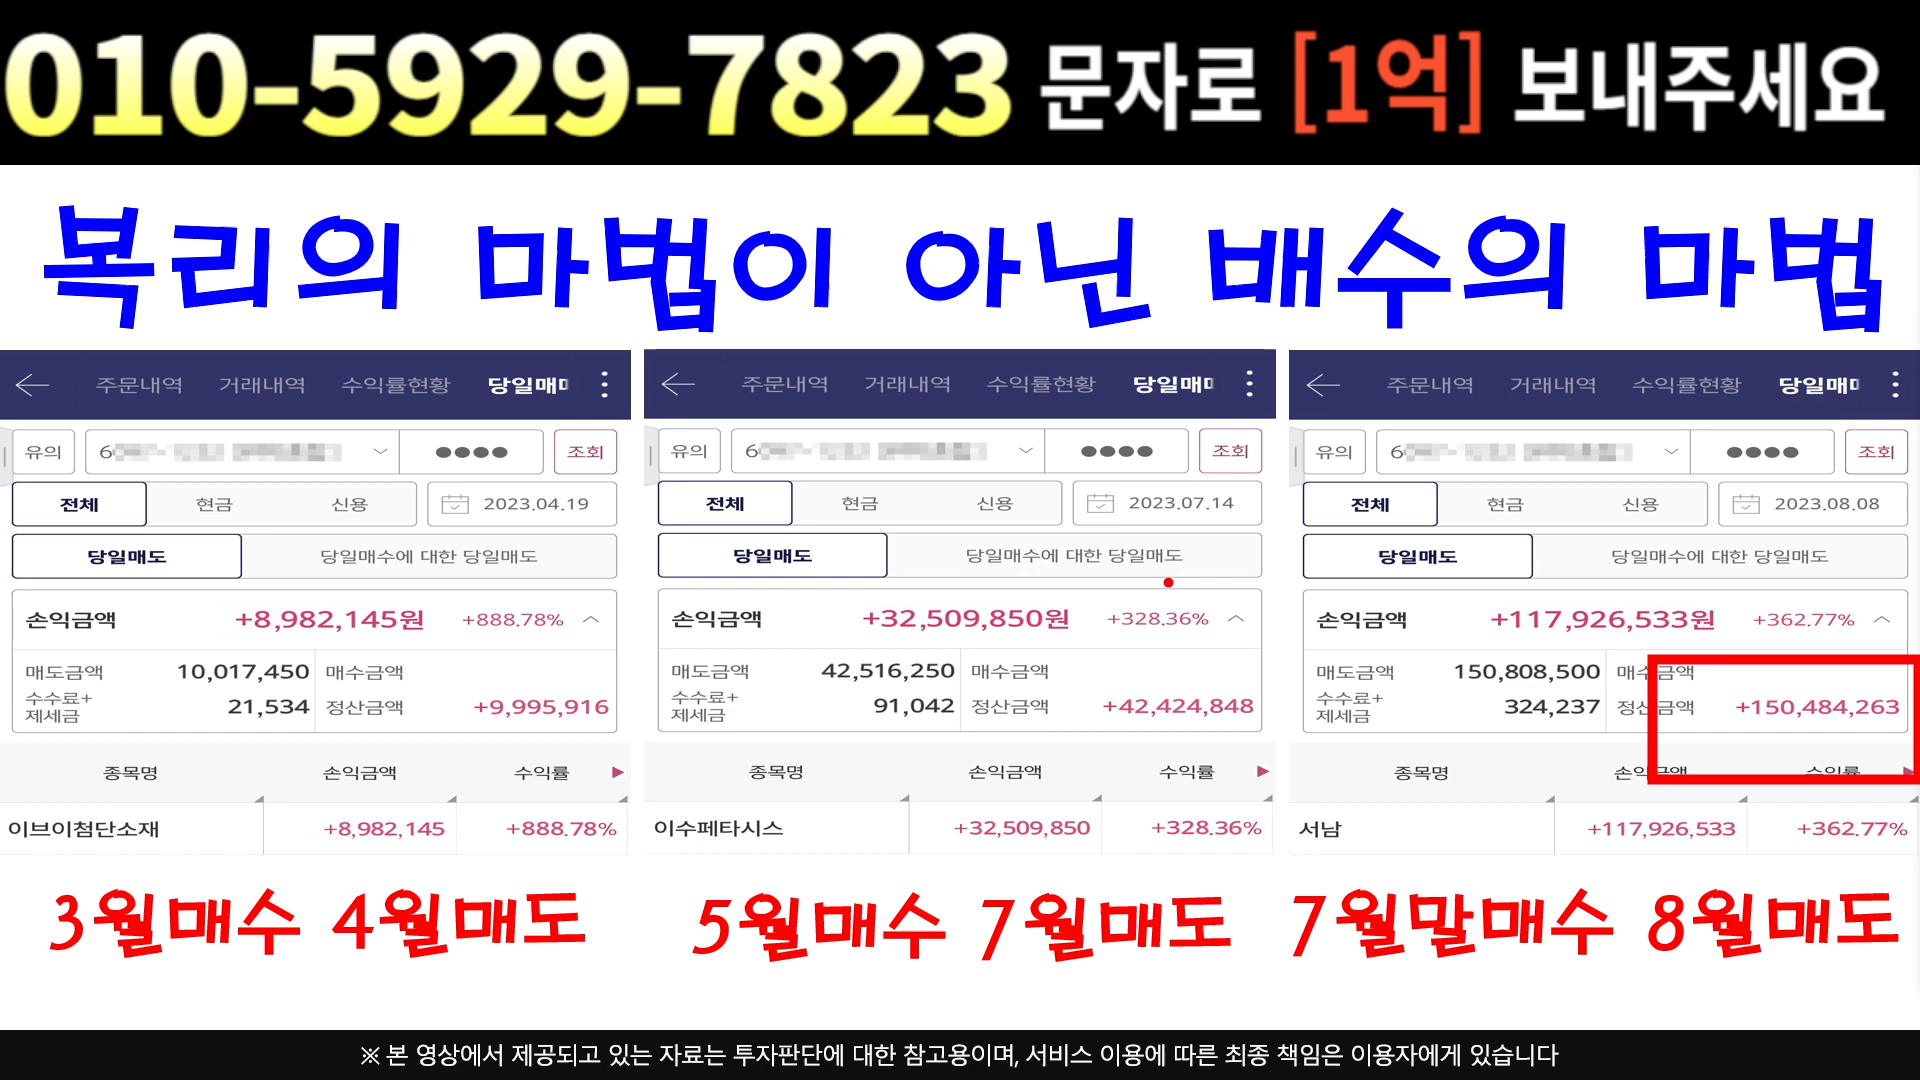 010-5929-7823 문자로 [1억] 보내주세요
복리의 마법이 아닌 배수의 마법
주문내역 거래내역 수익률현황 당일매
유의 6 ●●●● 조회
전체 현금 신용 2023.04.19
당일매도 당일매수에 대한 당일매도
손익금액 +8,982,145원 +888.78%
매도금액 10,017,450 매수금액
수수료+
제세금 21,534 정산금액 +9,995,916
종목명 손익금액 수익률
이브이첨단소재 +8,982,145 +888.78%
3월매수 4월매도
주문내역 거래내역 수익률현황 당일매
유의 6 ●●●● 조회
전체 현금 신용 2023.07.14
당일매도 당일매수에 대한 당일매도
손익금액 +32,509,850원 +328.36%
매도금액 42,516,250 매수금액
수수료+
제세금 91,042 정산금액 +42,424,848
종목명 손익금액 수익률
이수페타시스 +32,509,850 +328.36%
5월매수 7월매도
주문내역 거래내역 수익률현황 당일매
유의 6 ●●●● 조회
전체 현금 신용 2023.08.08
당일매도 당일매수에 대한 당일매도
손익금액 +117,926,533원 +362.77%
매도금액 150,808,500 매수금액
수수료+
제세금 324,237 정산금액 +150,484,263
종목명 손익금액 수익률
서남 +117,926,533 +362.77%
7월말매수 8월매도
※ 본 영상에서 제공되고 있는 자료는 투자판단에 대한 참고용이며, 서비스 이용에 따른 최종 책임은 이용자에게 있습니다